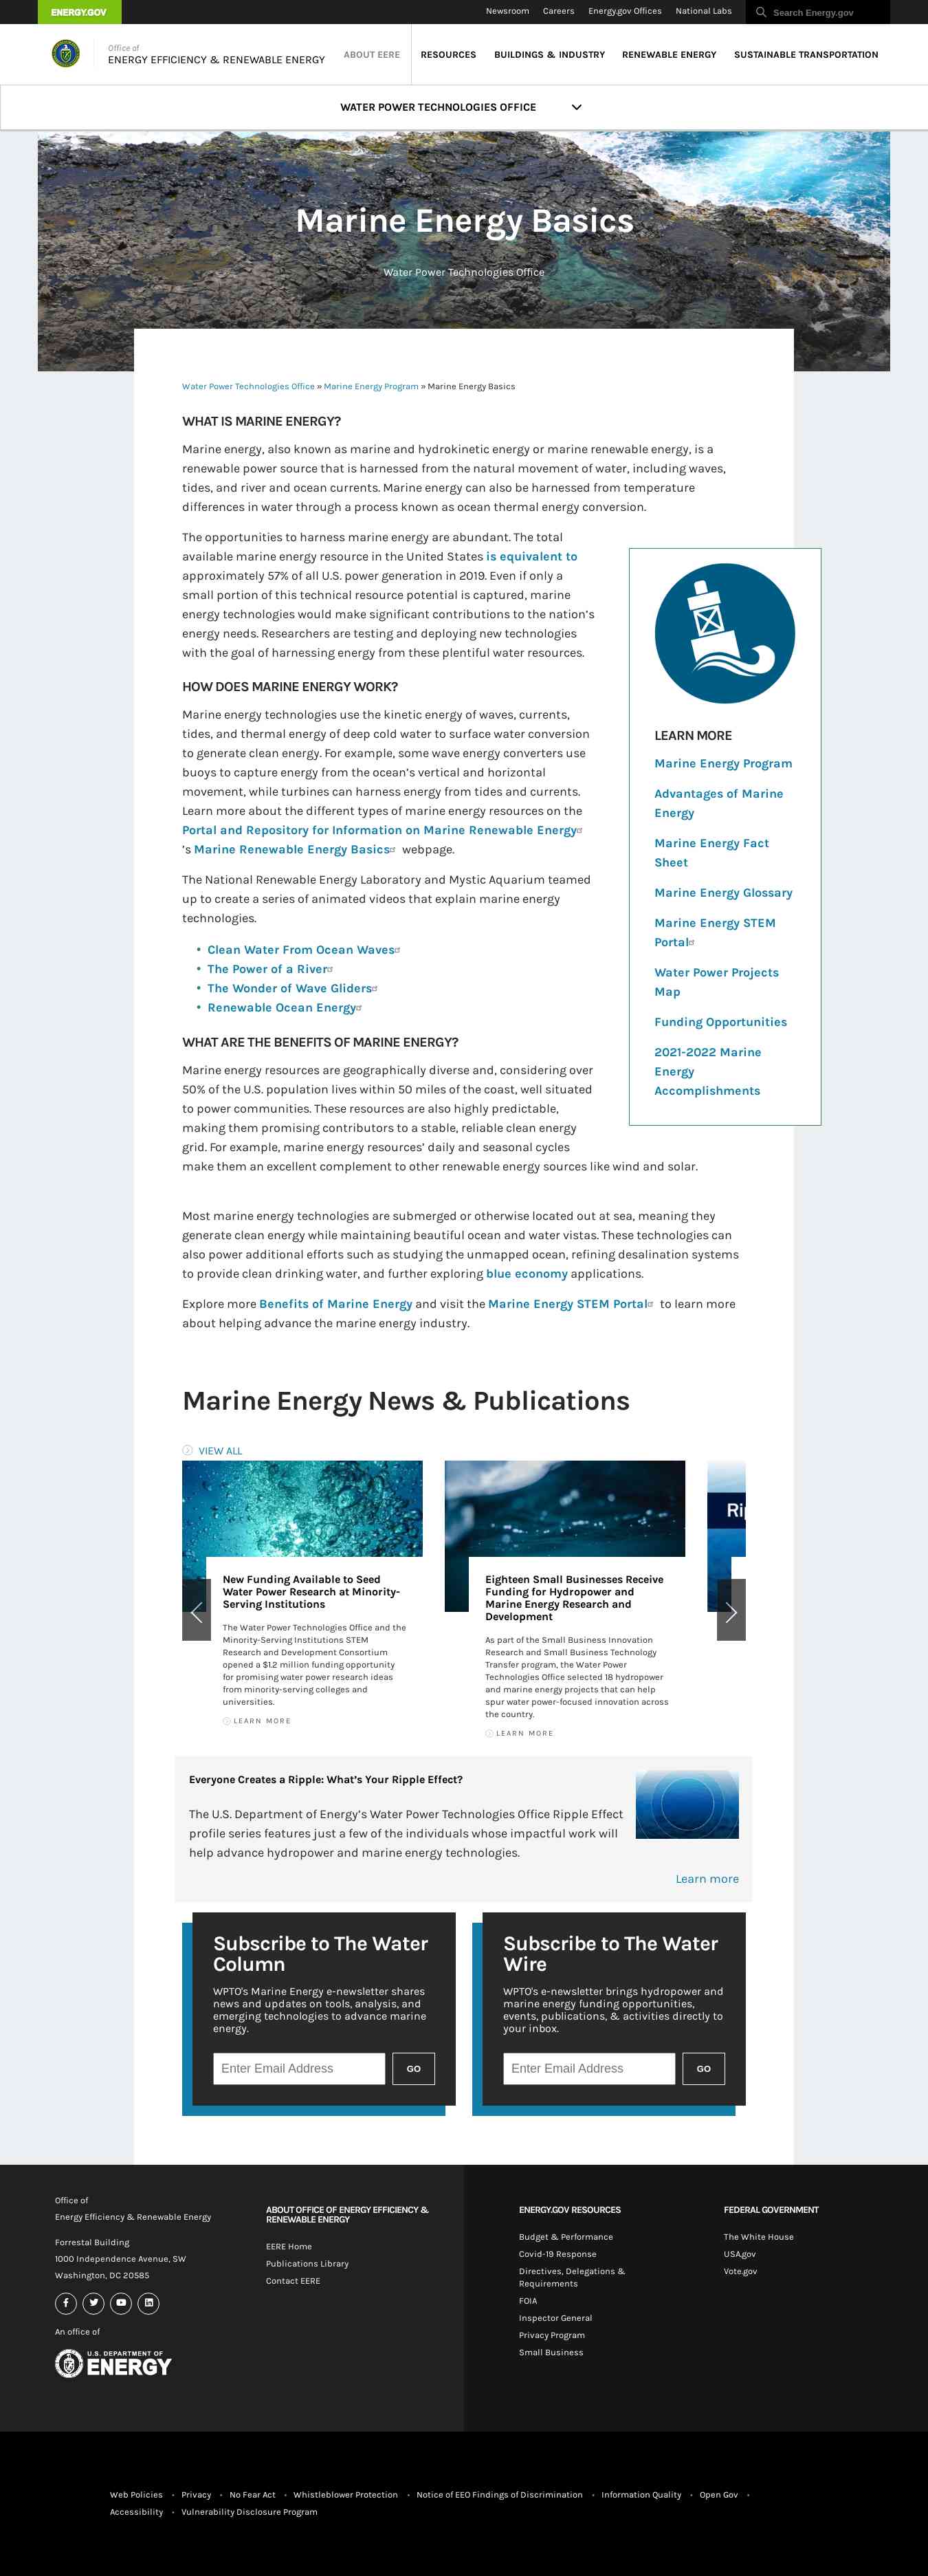 ENERGY.GOV
Newsroom Careers Energy.gov Offices National Labs Search Energy.gov
Office of
ENERGY EFFICIENCY & RENEWABLE ENERGY
ABOUT EERE RESOURCES BUILDINGS & INDUSTRY RENEWABLE ENERGY SUSTAINABLE TRANSPORTATION
WATER POWER TECHNOLOGIES OFFICE
Marine Energy Basics
Water Power Technologies Office
Water Power Technologies Office » Marine Energy Program » Marine Energy Basics
WHAT IS MARINE ENERGY?
Marine energy, also known as marine and hydrokinetic energy or marine renewable energy, is a
renewable power source that is harnessed from the natural movement of water, including waves,
tides, and river and ocean currents. Marine energy can also be harnessed from temperature
differences in water through a process known as ocean thermal energy conversion.
The opportunities to harness marine energy are abundant. The total
available marine energy resource in the United States is equivalent to
approximately 57% of all U.S. power generation in 2019. Even if only a
small portion of this technical resource potential is captured, marine
energy technologies would make significant contributions to the nation's
energy needs. Researchers are testing and deploying new technologies
with the goal of harnessing energy from these plentiful water resources.
HOW DOES MARINE ENERGY WORK?
Marine energy technologies use the kinetic energy of waves, currents,
tides, and thermal energy of deep cold water to surface water conversion
to generate clean energy. For example, some wave energy converters use
buoys to capture energy from the ocean's vertical and horizontal
movement, while turbines can harness energy from tides and currents.
Learn more about the different types of marine energy resources on the
Portal and Repository for Information on Marine Renewable Energy
's Marine Renewable Energy Basics webpage.
The National Renewable Energy Laboratory and Mystic Aquarium teamed
up to create a series of animated videos that explain marine energy
technologies.
• Clean Water From Ocean Waves
• The Power of a River
• The Wonder of Wave Gliders
• Renewable Ocean Energy
LEARN MORE
Marine Energy Program
Advantages of Marine
Energy
Marine Energy Fact
Sheet
Marine Energy Glossary
Marine Energy STEM
Portal
Water Power Projects
Map
Funding Opportunities
2021-2022 Marine
Energy
Accomplishments
WHAT ARE THE BENEFITS OF MARINE ENERGY?
Marine energy resources are geographically diverse and, considering over
50% of the U.S. population lives within 50 miles of the coast, well situated
to power communities. These resources are also highly predictable,
making them promising contributors to a stable, reliable clean energy
grid. For example, marine energy resources' daily and seasonal cycles
make them an excellent complement to other renewable energy sources like wind and solar.
Most marine energy technologies are submerged or otherwise located out at sea, meaning they
generate clean energy while maintaining beautiful ocean and water vistas. These technologies can
also power additional efforts such as studying the unmapped ocean, refining desalination systems
to provide clean drinking water, and further exploring blue economy applications.
Explore more Benefits of Marine Energy and visit the Marine Energy STEM Portal to learn more
about helping advance the marine energy industry.
Marine Energy News & Publications
VIEW ALL
New Funding Available to Seed
Water Power Research at Minority-
Serving Institutions
The Water Power Technologies Office and the
Minority-Serving Institutions STEM
Research and Development Consortium
opened a $1.2 million funding opportunity
for promising water power research ideas
from minority-serving colleges and
universities.
LEARN MORE
Eighteen Small Businesses Receive
Funding for Hydropower and
Marine Energy Research and
Development
As part of the Small Business Innovation
Research and Small Business Technology
Transfer program, the Water Power
Technologies Office selected 18 hydropower
and marine energy projects that can help
spur water power-focused innovation across
the country.
LEARN MORE
Everyone Creates a Ripple: What's Your Ripple Effect?
The U.S. Department of Energy's Water Power Technologies Office Ripple Effect
profile series features just a few of the individuals whose impactful work will
help advance hydropower and marine energy technologies.
Learn more
Subscribe to The Water
Column
WPTO's Marine Energy e-newsletter shares
news and updates on tools, analysis, and
emerging technologies to advance marine
energy.
Enter Email Address GO
Subscribe to The Water
Wire
WPTO's e-newsletter brings hydropower and
marine energy funding opportunities,
events, publications, & activities directly to
your inbox.
Enter Email Address GO
Office of
Energy Efficiency & Renewable Energy
Forrestal Building
1000 Independence Avenue, SW
Washington, DC 20585
An office of
U.S. DEPARTMENT OF
ENERGY
ABOUT OFFICE OF ENERGY EFFICIENCY &
RENEWABLE ENERGY
EERE Home
Publications Library
Contact EERE
ENERGY.GOV RESOURCES
Budget & Performance
Covid-19 Response
Directives, Delegations &
Requirements
FOIA
Inspector General
Privacy Program
Small Business
FEDERAL GOVERNMENT
The White House
USA.gov
Vote.gov
Web Policies • Privacy • No Fear Act • Whistleblower Protection • Notice of EEO Findings of Discrimination • Information Quality • Open Gov •
Accessibility • Vulnerability Disclosure Program